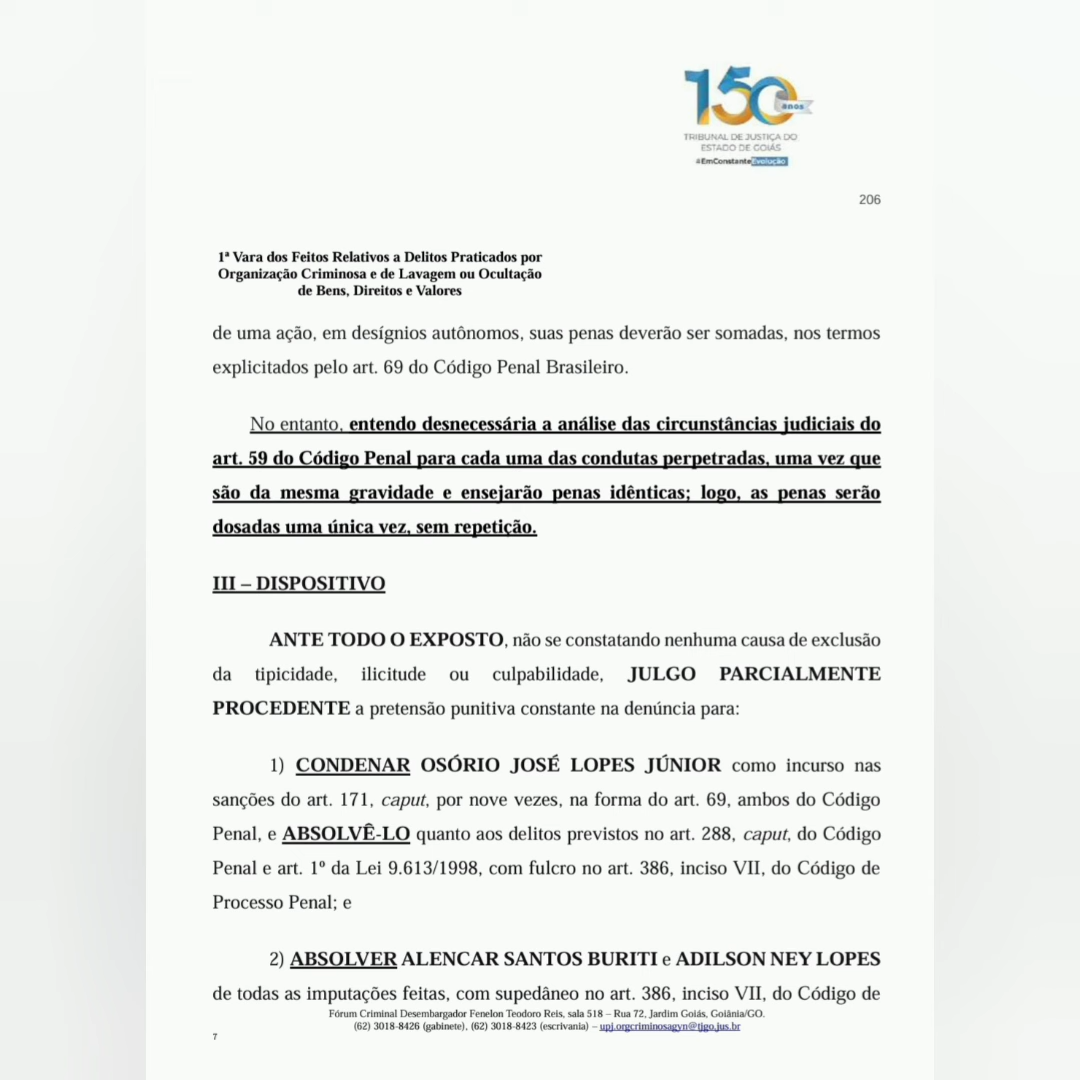 150
anos
TRIBUNAL DE JUSTIÇA DO
ESTADO DE GOIÁS
#EmConstanteEvolução
206
1ª Vara dos Feitos Relativos a Delitos Praticados por
Organização Criminosa e de Lavagem ou Ocultação
de Bens, Direitos e Valores
de uma ação, em desígnios autônomos, suas penas deverão ser somadas, nos termos
explicitados pelo art. 69 do Código Penal Brasileiro.
No entanto, entendo desnecessária a análise das circunstâncias judiciais do
art. 59 do Código Penal para cada uma das condutas perpetradas, uma vez que
são da mesma gravidade e ensejarão penas idênticas; logo, as penas serão
dosadas uma única vez, sem repetição.
III – DISPOSITIVO
ANTE TODO O EXPOSTO, não se constatando nenhuma causa de exclusão
da tipicidade, ilicitude ou culpabilidade, JULGO PARCIALMENTE
PROCEDENTE a pretensão punitiva constante na denúncia para:
1) CONDENAR OSÓRIO JOSÉ LOPES JÚNIOR como incurso nas
sanções do art. 171, caput, por nove vezes, na forma do art. 69, ambos do Código
Penal, e ABSOLVÊ-LO quanto aos delitos previstos no art. 288, caput, do Código
Penal e art. 1º da Lei 9.613/1998, com fulcro no art. 386, inciso VII, do Código de
Processo Penal; e
2) ABSOLVER ALENCAR SANTOS BURITI e ADILSON NEY LOPES
de todas as imputações feitas, com supedâneo no art. 386, inciso VII, do Código de
Fórum Criminal Desembargador Fenelon Teodoro Reis, sala 518 – Rua 72, Jardim Goiás, Goiânia/GO.
(62) 3018-8426 (gabinete), (62) 3018-8423 (escrivania) – upj.orgcriminosagyn@tjgo.jus.br
7